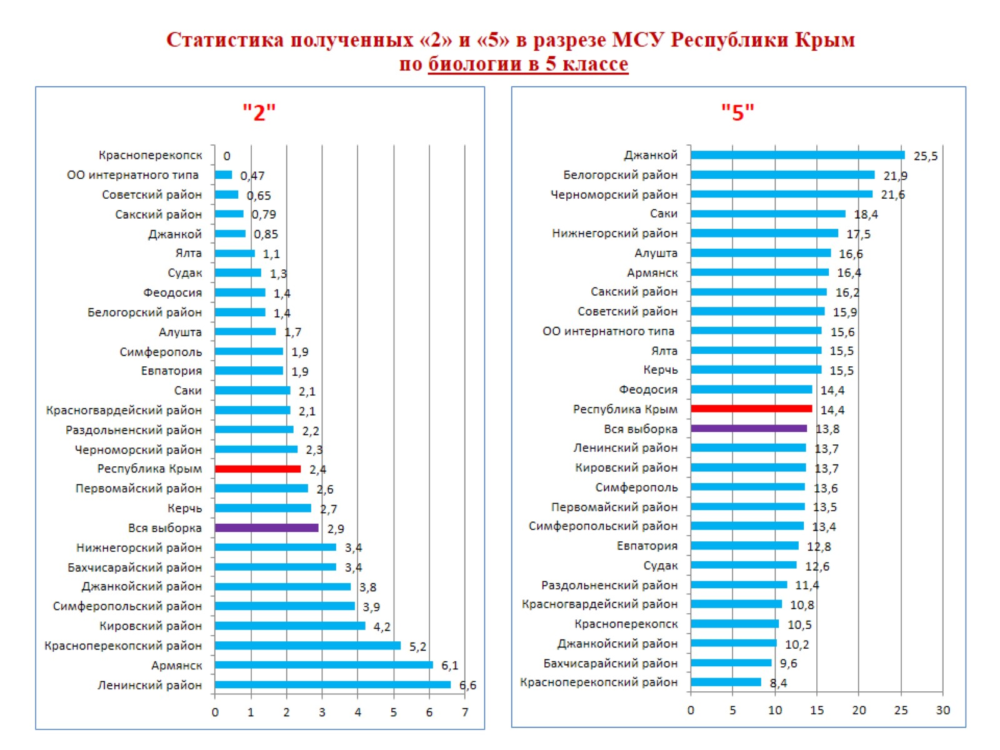 Статистика полученных «2» и «5» в разрезе МСУ Республики Крым
по биологии в 5 классе
"2"
Красноперекопск 0
ОО интернатного типа 0,47
Советский район 0,65
Сакский район 0,79
Джанкой 0,85
Ялта 1,1
Судак 1,3
Феодосия 1,4
Белогорский район 1,4
Алушта 1,7
Симферополь 1,9
Евпатория 1,9
Саки 2,1
Красногвардейский район 2,1
Раздольненский район 2,2
Черноморский район 2,3
Республика Крым 2,4
Первомайский район 2,6
Керчь 2,7
Вся выборка 2,9
Нижнегорский район 3,4
Бахчисарайский район 3,4
Джанкойский район 3,8
Симферопольский район 3,9
Кировский район 4,2
Красноперекопский район 5,2
Армянск 6,1
Ленинский район 6,6
0 1 2 3 4 5 6 7
"5"
Джанкой 25,5
Белогорский район 21,9
Черноморский район 21,6
Саки 18,4
Нижнегорский район 17,5
Алушта 16,6
Армянск 16,4
Сакский район 16,2
Советский район 15,9
ОО интернатного типа 15,6
Ялта 15,5
Керчь 15,5
Феодосия 14,4
Республика Крым 14,4
Вся выборка 13,8
Ленинский район 13,7
Кировский район 13,7
Симферополь 13,6
Первомайский район 13,5
Симферопольский район 13,4
Евпатория 12,8
Судак 12,6
Раздольненский район 11,4
Красногвардейский район 10,8
Красноперекопск 10,5
Джанкойский район 10,2
Бахчисарайский район 9,6
Красноперекопский район 8,4
0 5 10 15 20 25 30